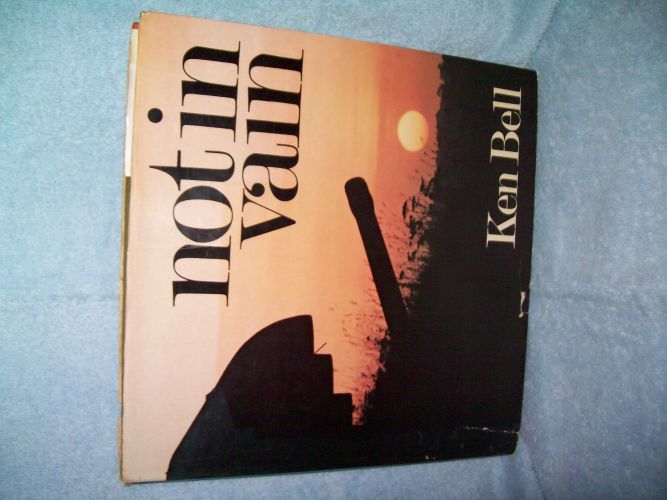 not in
vain
Ken Bell